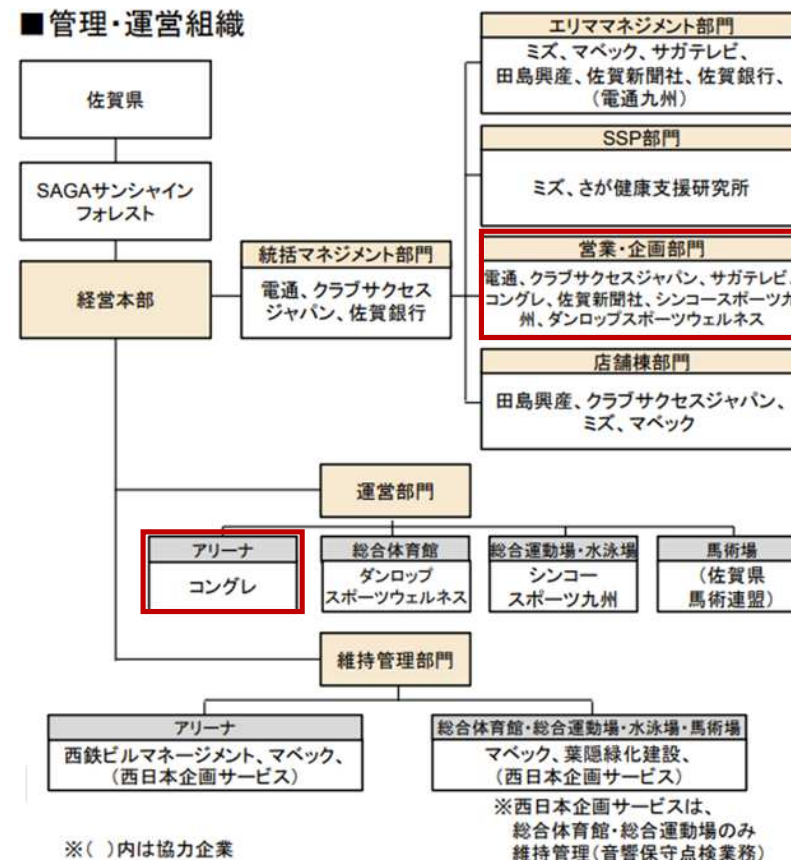 ■管理・運営組織
佐賀県
SAGAサンシャイン
フォレスト
経営本部
統括マネジメント部門
電通、クラブサクセス
ジャパン、佐賀銀行
エリママネジメント部門
ミズ、マベック、サガテレビ、
田島興産、佐賀新聞社、佐賀銀行、
(電通九州)
SSP部門
ミズ、さが健康支援研究所
営業・企画部門
電通、クラブサクセスジャパン、サガテレビ、
コングレ、佐賀新聞社、シンコースポーツ九
州、ダンロップスポーツウェルネス
店舗棟部門
田島興産、クラブサクセスジャパン、
ミズ、マベック
運営部門
アリーナ
コングレ
総合体育館
ダンロップ
スポーツウェルネス
総合運動場・水泳場
シンコー
スポーツ九州
馬術場
(佐賀県
馬術連盟)
維持管理部門
アリーナ
西鉄ビルマネージメント、マベック、
(西日本企画サービス)
総合体育館・総合運動場・水泳場・馬術場
マベック、葉隠緑化建設、
(西日本企画サービス)
※西日本企画サービスは、
総合体育館・総合運動場のみ
維持管理(音響保守点検業務)
※( )内は協力企業